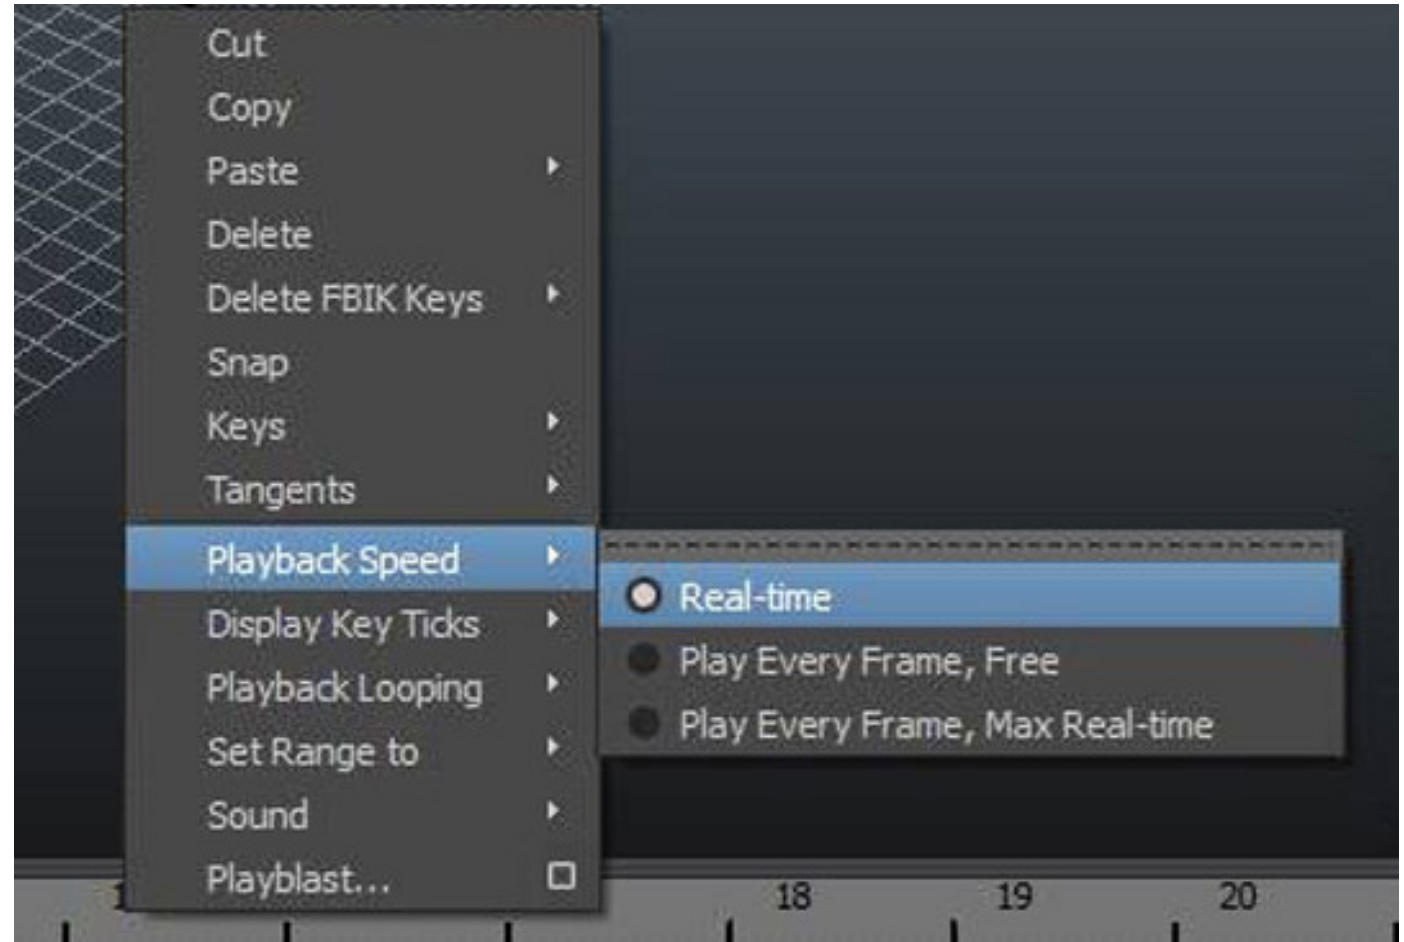 Cut
Copy
Paste
Delete
Delete FBIK Keys
Snap
Keys
Tangents
Playback Speed
Real-time
Play Every Frame, Free
Play Every Frame, Max Real-time
Display Key Ticks
Playback Looping
Set Range to
Sound
Playblast...
18 19 20